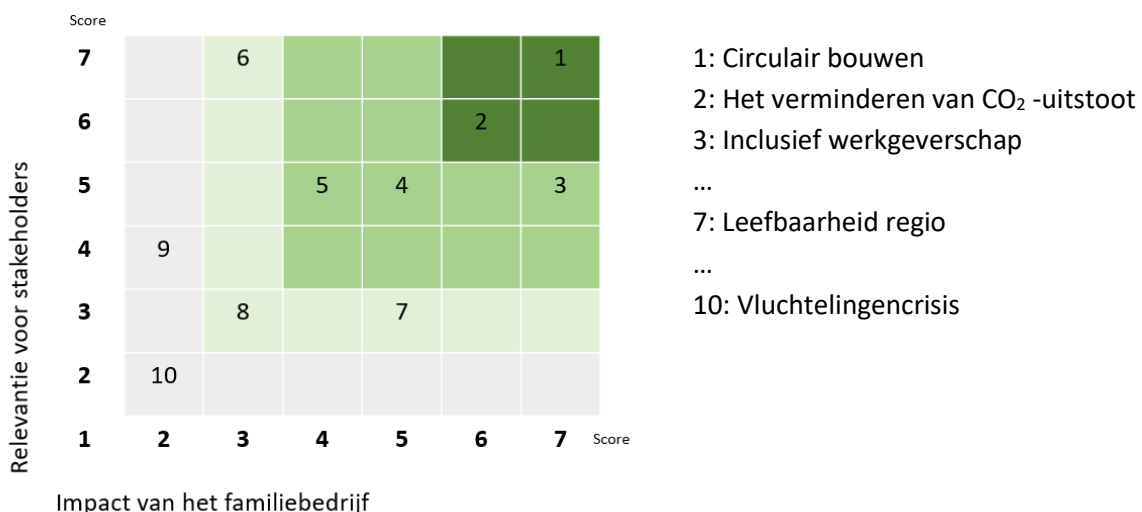 Score
7 6 1
6 2
5 5 4 3
4 9
3 8 7
2 10
1 2 3 4 5 6 7 Score
Relevantie voor stakeholders
Impact van het familiebedrijf
1: Circulair bouwen
2: Het verminderen van CO₂ -uitstoot
3: Inclusief werkgeverschap
...
7: Leefbaarheid regio
...
10: Vluchtelingencrisis